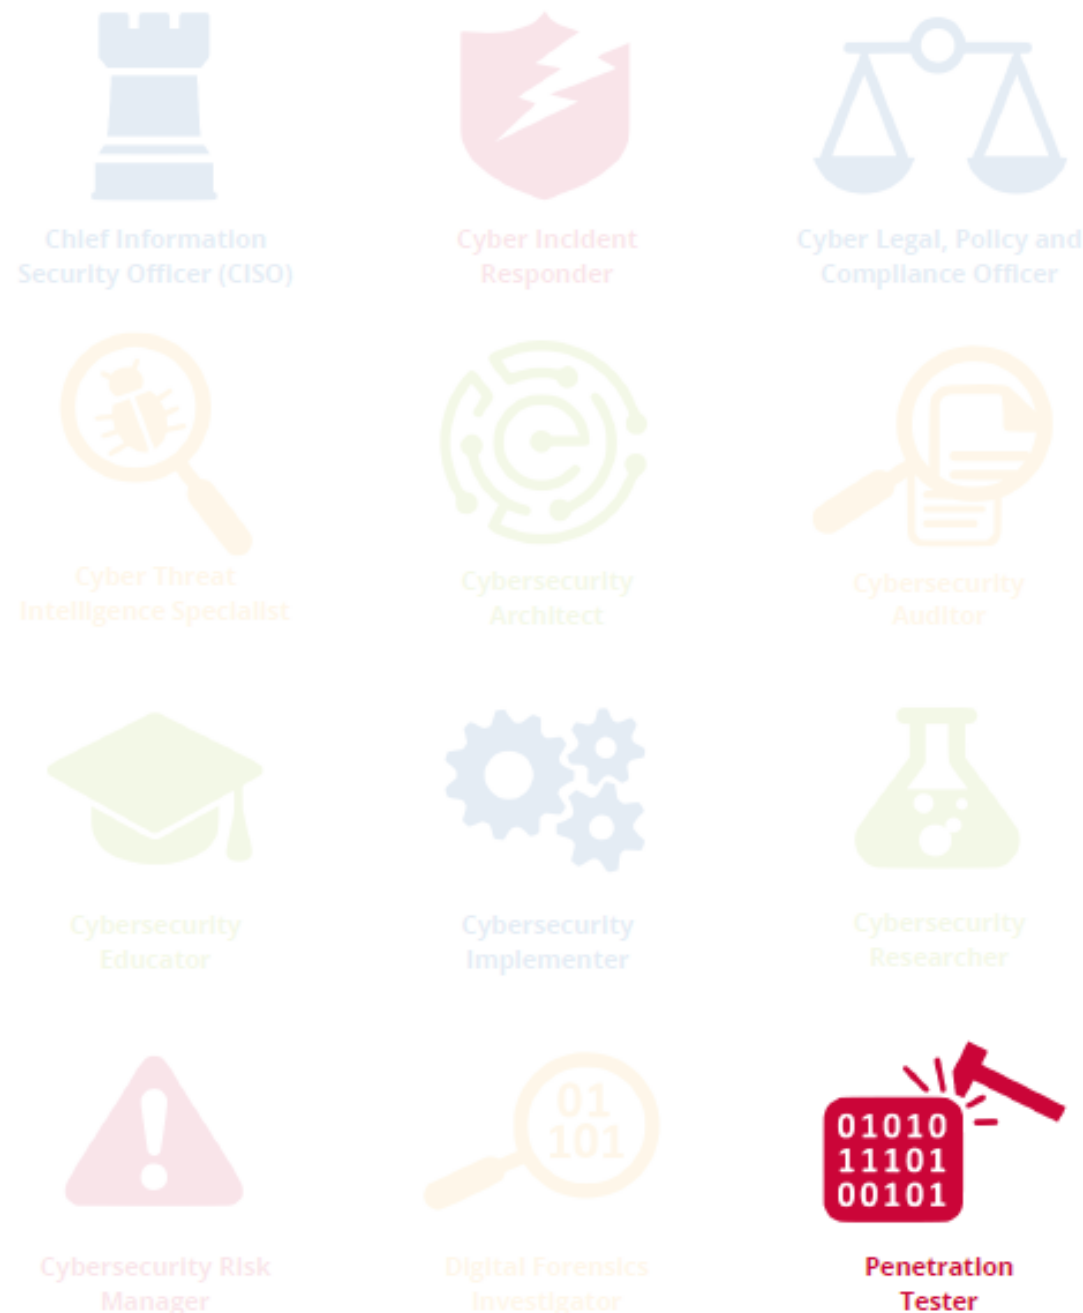 Chief Information
Security Officer (CISO)
Cyber Incident
Responder
Cyber Legal, Policy and
Compliance Officer
Cyber Threat
Intelligence Specialist
Cybersecurity
Architect
Cybersecurity
Auditor
Cybersecurity
Educator
Cybersecurity
Implementer
Cybersecurity
Researcher
01
101
01010
11101
00101
Cybersecurity Risk
Manager
Digital Forensics
Investigator
Penetration
Tester